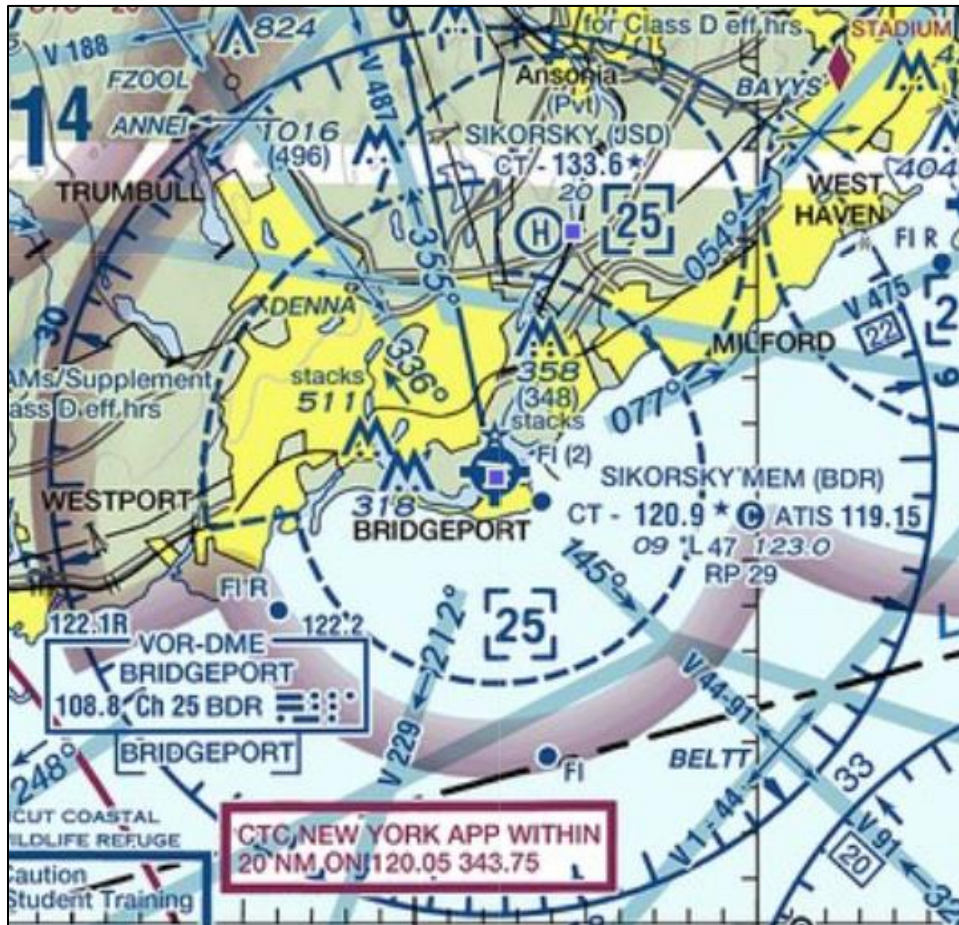 for Class D eff hrs
STADIUM
824
V 188
FZOOL
V 487
Ansonia
(Pvt)
BAYYS
14
ANNEI
1016
(496)
SIKORSKY (JSD)
CT - 133.6★
20
404
TRUMBULL
H
25
WEST
HAVEN
FI R
355°
054°
V 475
DENNA
30
22
MILFORD
AMs/Supplement
ass D eff hrs
stacks
511
336°
358
(348)
stacks
077°
6
FI (2)
SIKORSKY MEM (BDR)
WESTPORT
318
BRIDGEPORT
CT - 120.9 ★ C ATIS 119.15
09 *L 47 123.0
RP 29
145°
FI R
122.1R
122.2
25
212°
VOR-DME
BRIDGEPORT
108.8 Ch 25 BDR
V 44-91
V 229
BRIDGEPORT
FI
BELTT
33
248°
ICUT COASTAL
ILDLIFE REFUGE
CTC NEW YORK APP WITHIN
20 NM ON 120.05 343.75
V 1 - 44
V 91
20
Caution
Student Training